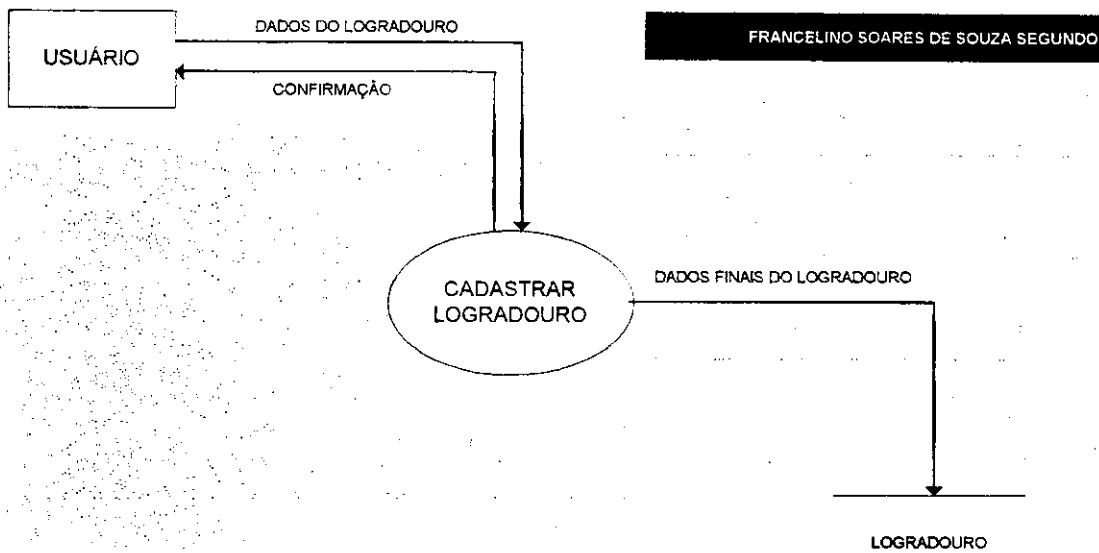 DADOS DO LOGRADOURO
FRANCELINO SOARES DE SOUZA SEGUNDO
USUÁRIO
CONFIRMAÇÃO
CADASTRAR
LOGRADOURO
DADOS FINAIS DO LOGRADOURO
LOGRADOURO